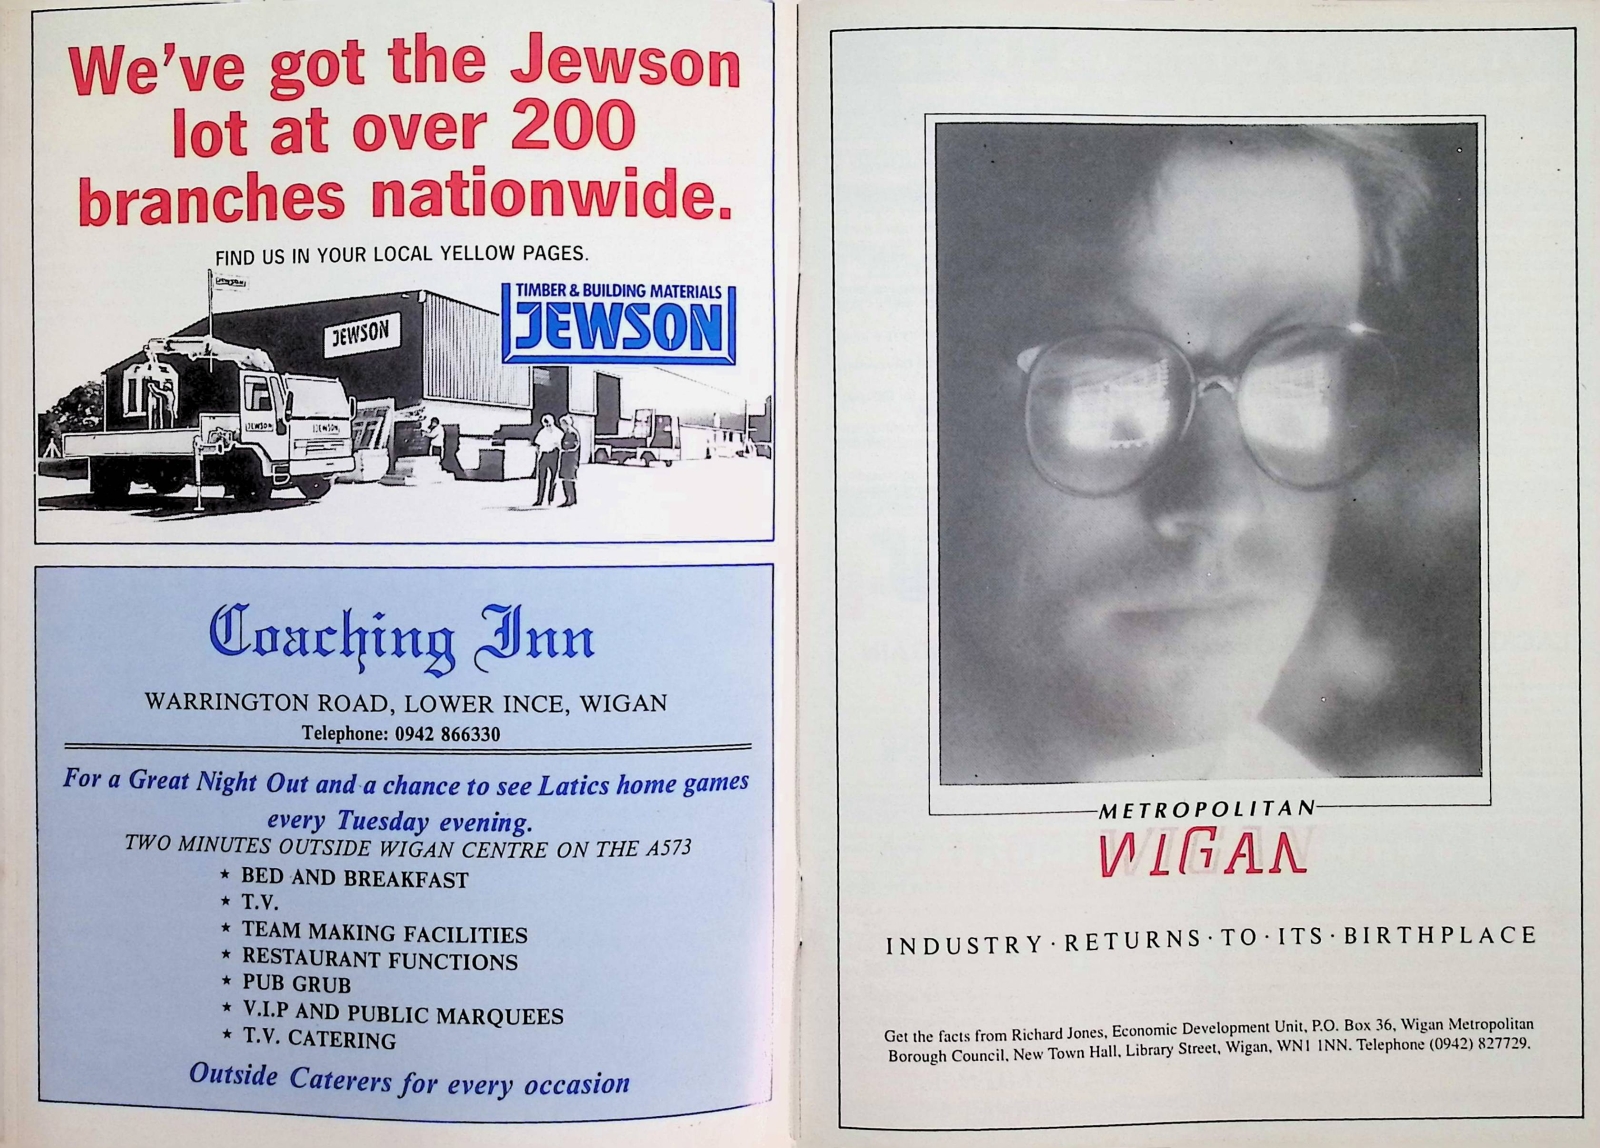 We've got the Jewson
lot at over 200
branches nationwide.
FIND US IN YOUR LOCAL YELLOW PAGES.
TIMBER & BUILDING MATERIALS
JEWSON
JEWSON
JEWSON
JEWSON
JEWSON
Coaching Inn
WARRINGTON ROAD, LOWER INCE, WIGAN
Telephone: 0942 866330
For a Great Night Out and a chance to see Latics home games
every Tuesday evening.
TWO MINUTES OUTSIDE WIGAN CENTRE ON THE A573
★ BED AND BREAKFAST
★ T.V.
★ TEAM MAKING FACILITIES
★ RESTAURANT FUNCTIONS
★ PUB GRUB
★ V.I.P AND PUBLIC MARQUEES
★ T.V. CATERING
Outside Caterers for every occasion
METROPOLITAN
WIGAN
INDUSTRY·RETURNS·TO·ITS·BIRTHPLACE
Get the facts from Richard Jones, Economic Development Unit, P.O. Box 36, Wigan Metropolitan
Borough Council, New Town Hall, Library Street, Wigan, WN1 1NN. Telephone (0942) 827729.